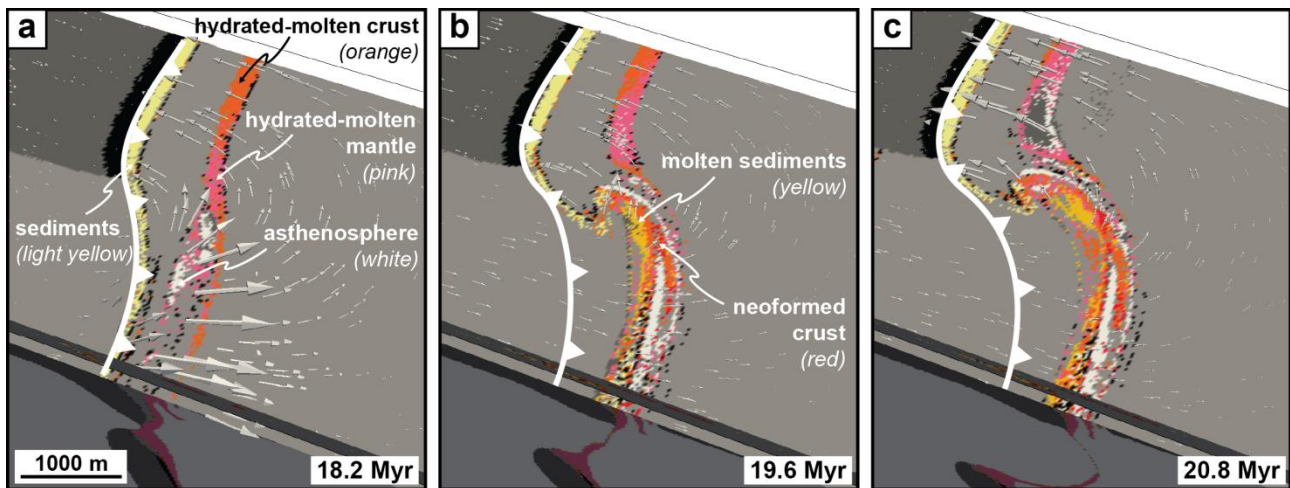 a
hydrated-molten crust
(orange)
hydrated-molten
mantle
(pink)
sediments
(light yellow)
asthenosphere
(white)
1000 m
18.2 Myr
b
molten sediments
(yellow)
neoformed
crust
(red)
19.6 Myr
c
20.8 Myr